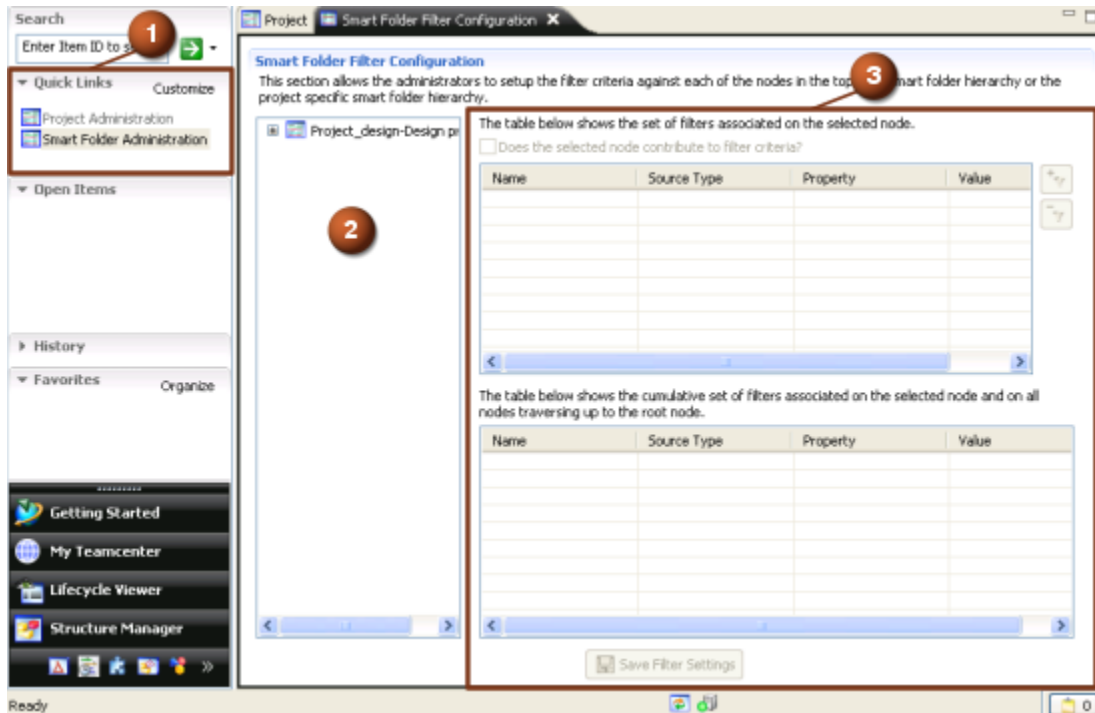 Search
Enter Item ID to s
1
Quick Links
Customize
Project Administration
Smart Folder Administration
Open Items
History
Favorites
Organize
Getting Started
My Teamcenter
Lifecycle Viewer
Structure Manager
»
Ready
Project
Smart Folder Filter Configuration
Smart Folder Filter Configuration
This section allows the administrators to setup the filter criteria against each of the nodes in the top smart folder hierarchy or the
project specific smart folder hierarchy.
3
Project_design-Design pr
2
The table below shows the set of filters associated on the selected node.
Does the selected node contribute to filter criteria?
Name Source Type Property Value
The table below shows the cumulative set of filters associated on the selected node and on all
nodes traversing up to the root node.
Name Source Type Property Value
Save Filter Settings
0